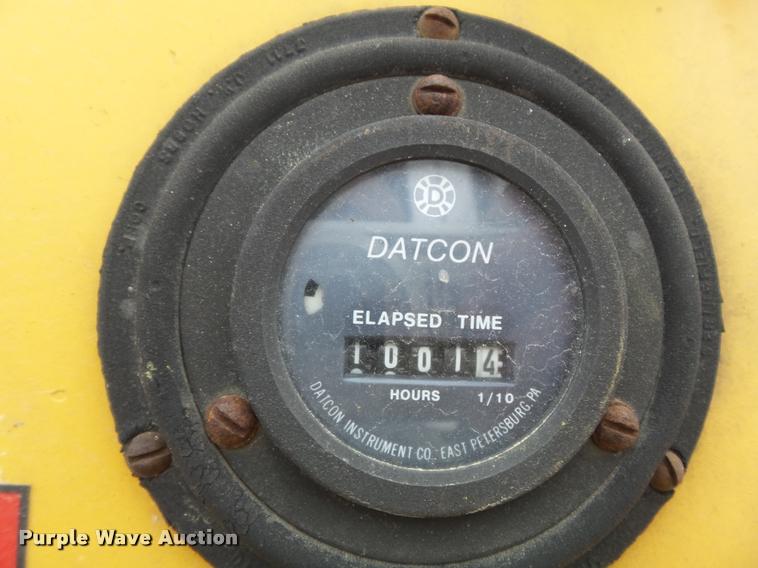 D
DATCON
ELAPSED TIME
10014
HOURS 1/10
DATCON INSTRUMENT CO., EAST PETERSBURG, PA
Purple Wave Auction